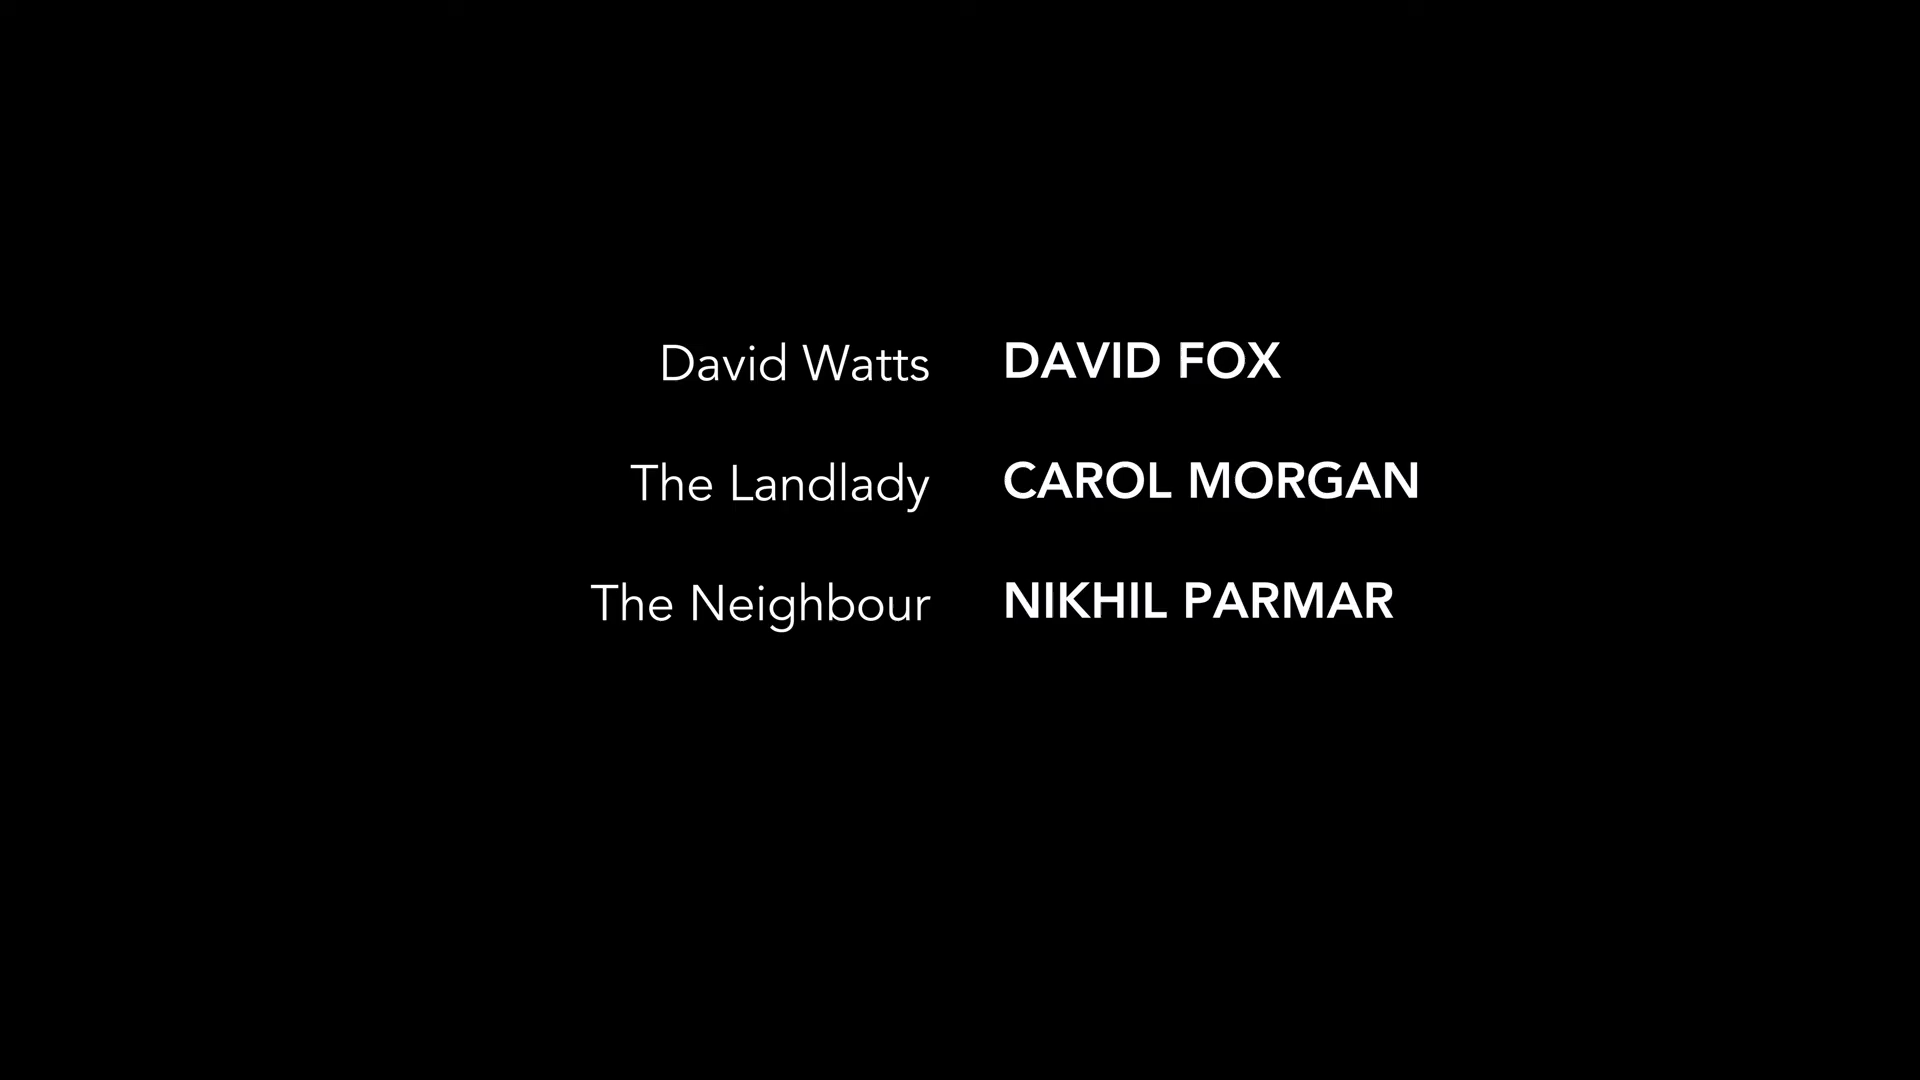 David Watts DAVID FOX
The Landlady CAROL MORGAN
The Neighbour NIKHIL PARMAR